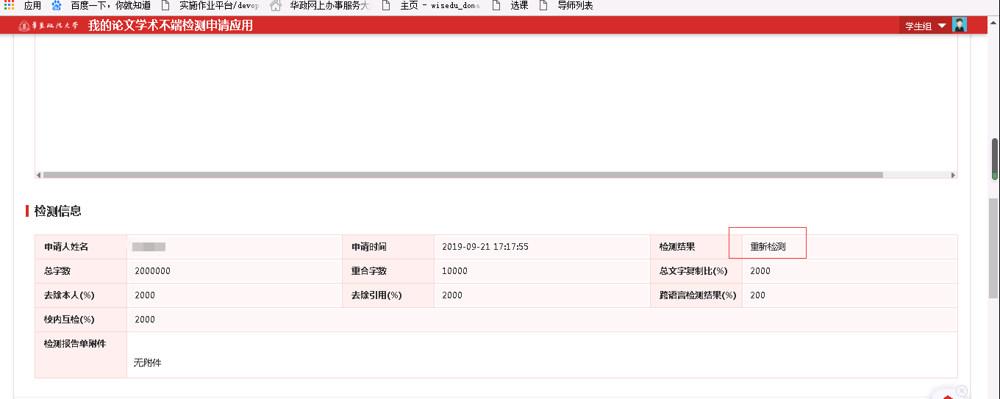 应用 百度一下，你就知道 实施作业平台/devop 华政网上办事服务大 主页 - wisedu_doma 选课 导师列表
華東政法大学 我的论文学术不端检测申请应用 学生组
检测信息
申请人姓名 申请时间 2019-09-21 17:17:55 检测结果 重新检测
总字数 2000000 重合字数 10000 总文字复制比(%) 2000
去除本人(%) 2000 去除引用(%) 2000 跨语言检测结果(%) 200
校内互检(%) 2000
检测报告单附件
无附件